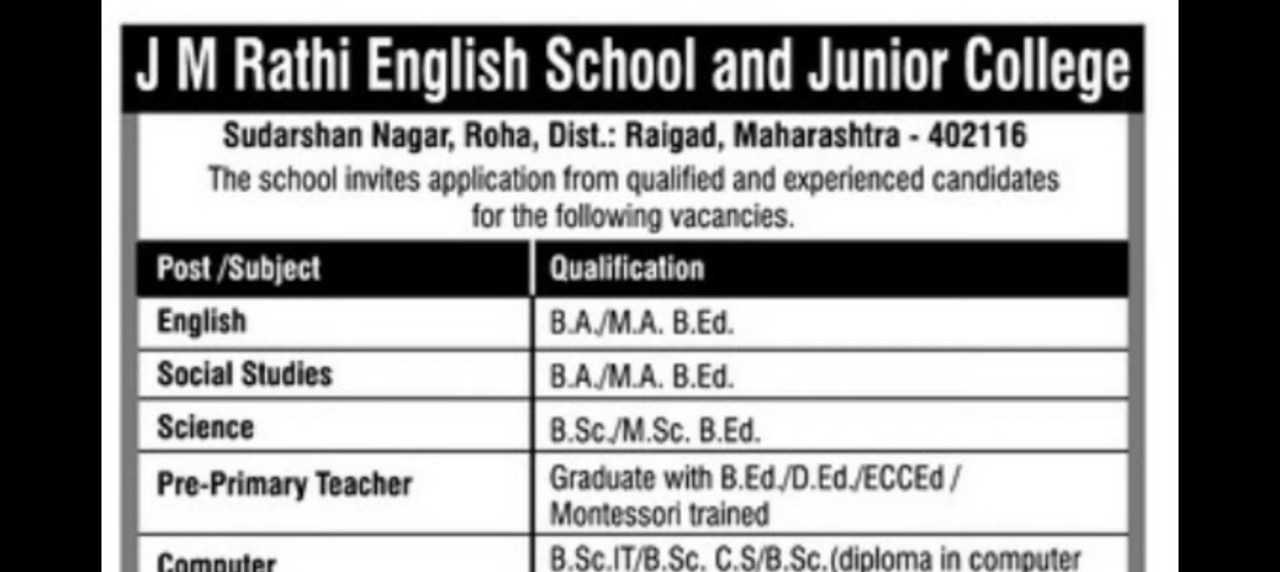 J M Rathi English School and Junior College
Sudarshan Nagar, Roha, Dist.: Raigad, Maharashtra - 402116
The school invites application from qualified and experienced candidates
for the following vacancies.
Post /Subject Qualification
English B.A./M.A. B.Ed.
Social Studies B.A./M.A. B.Ed.
Science B.Sc./M.Sc. B.Ed.
Pre-Primary Teacher Graduate with B.Ed./D.Ed./ECCEd /
Montessori trained
Computer B.Sc.IT/B.Sc. C.S/B.Sc.(diploma in computer